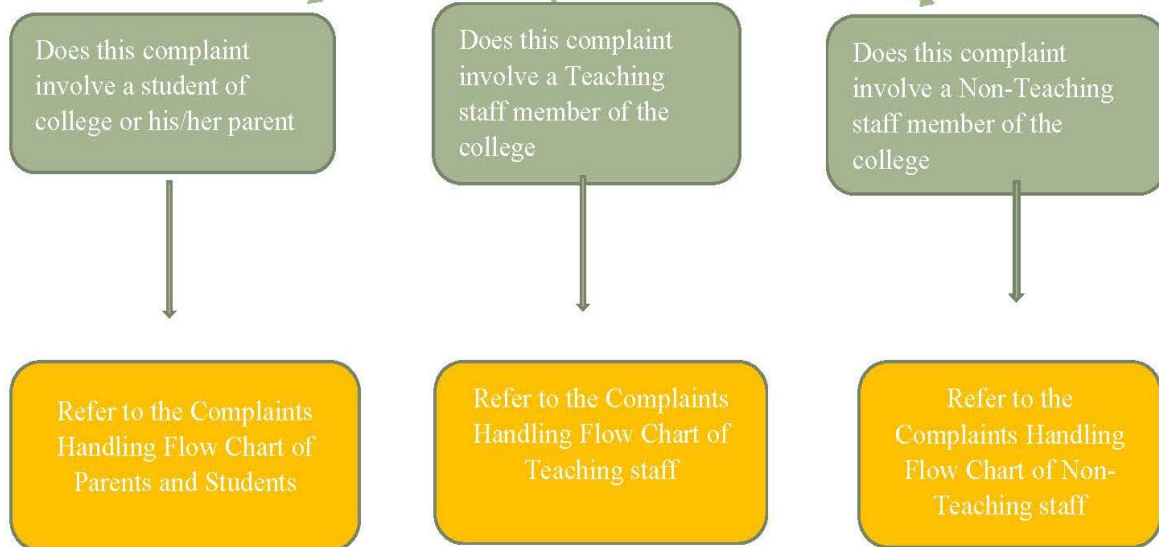 Does this complaint
involve a student of
college or his/her parent
Does this complaint
involve a Teaching
staff member of the
college
Does this complaint
involve a Non-Teaching
staff member of the
college
Refer to the Complaints
Handling Flow Chart of
Parents and Students
Refer to the Complaints
Handling Flow Chart of
Teaching staff
Refer to the
Complaints Handling
Flow Chart of Non-
Teaching staff